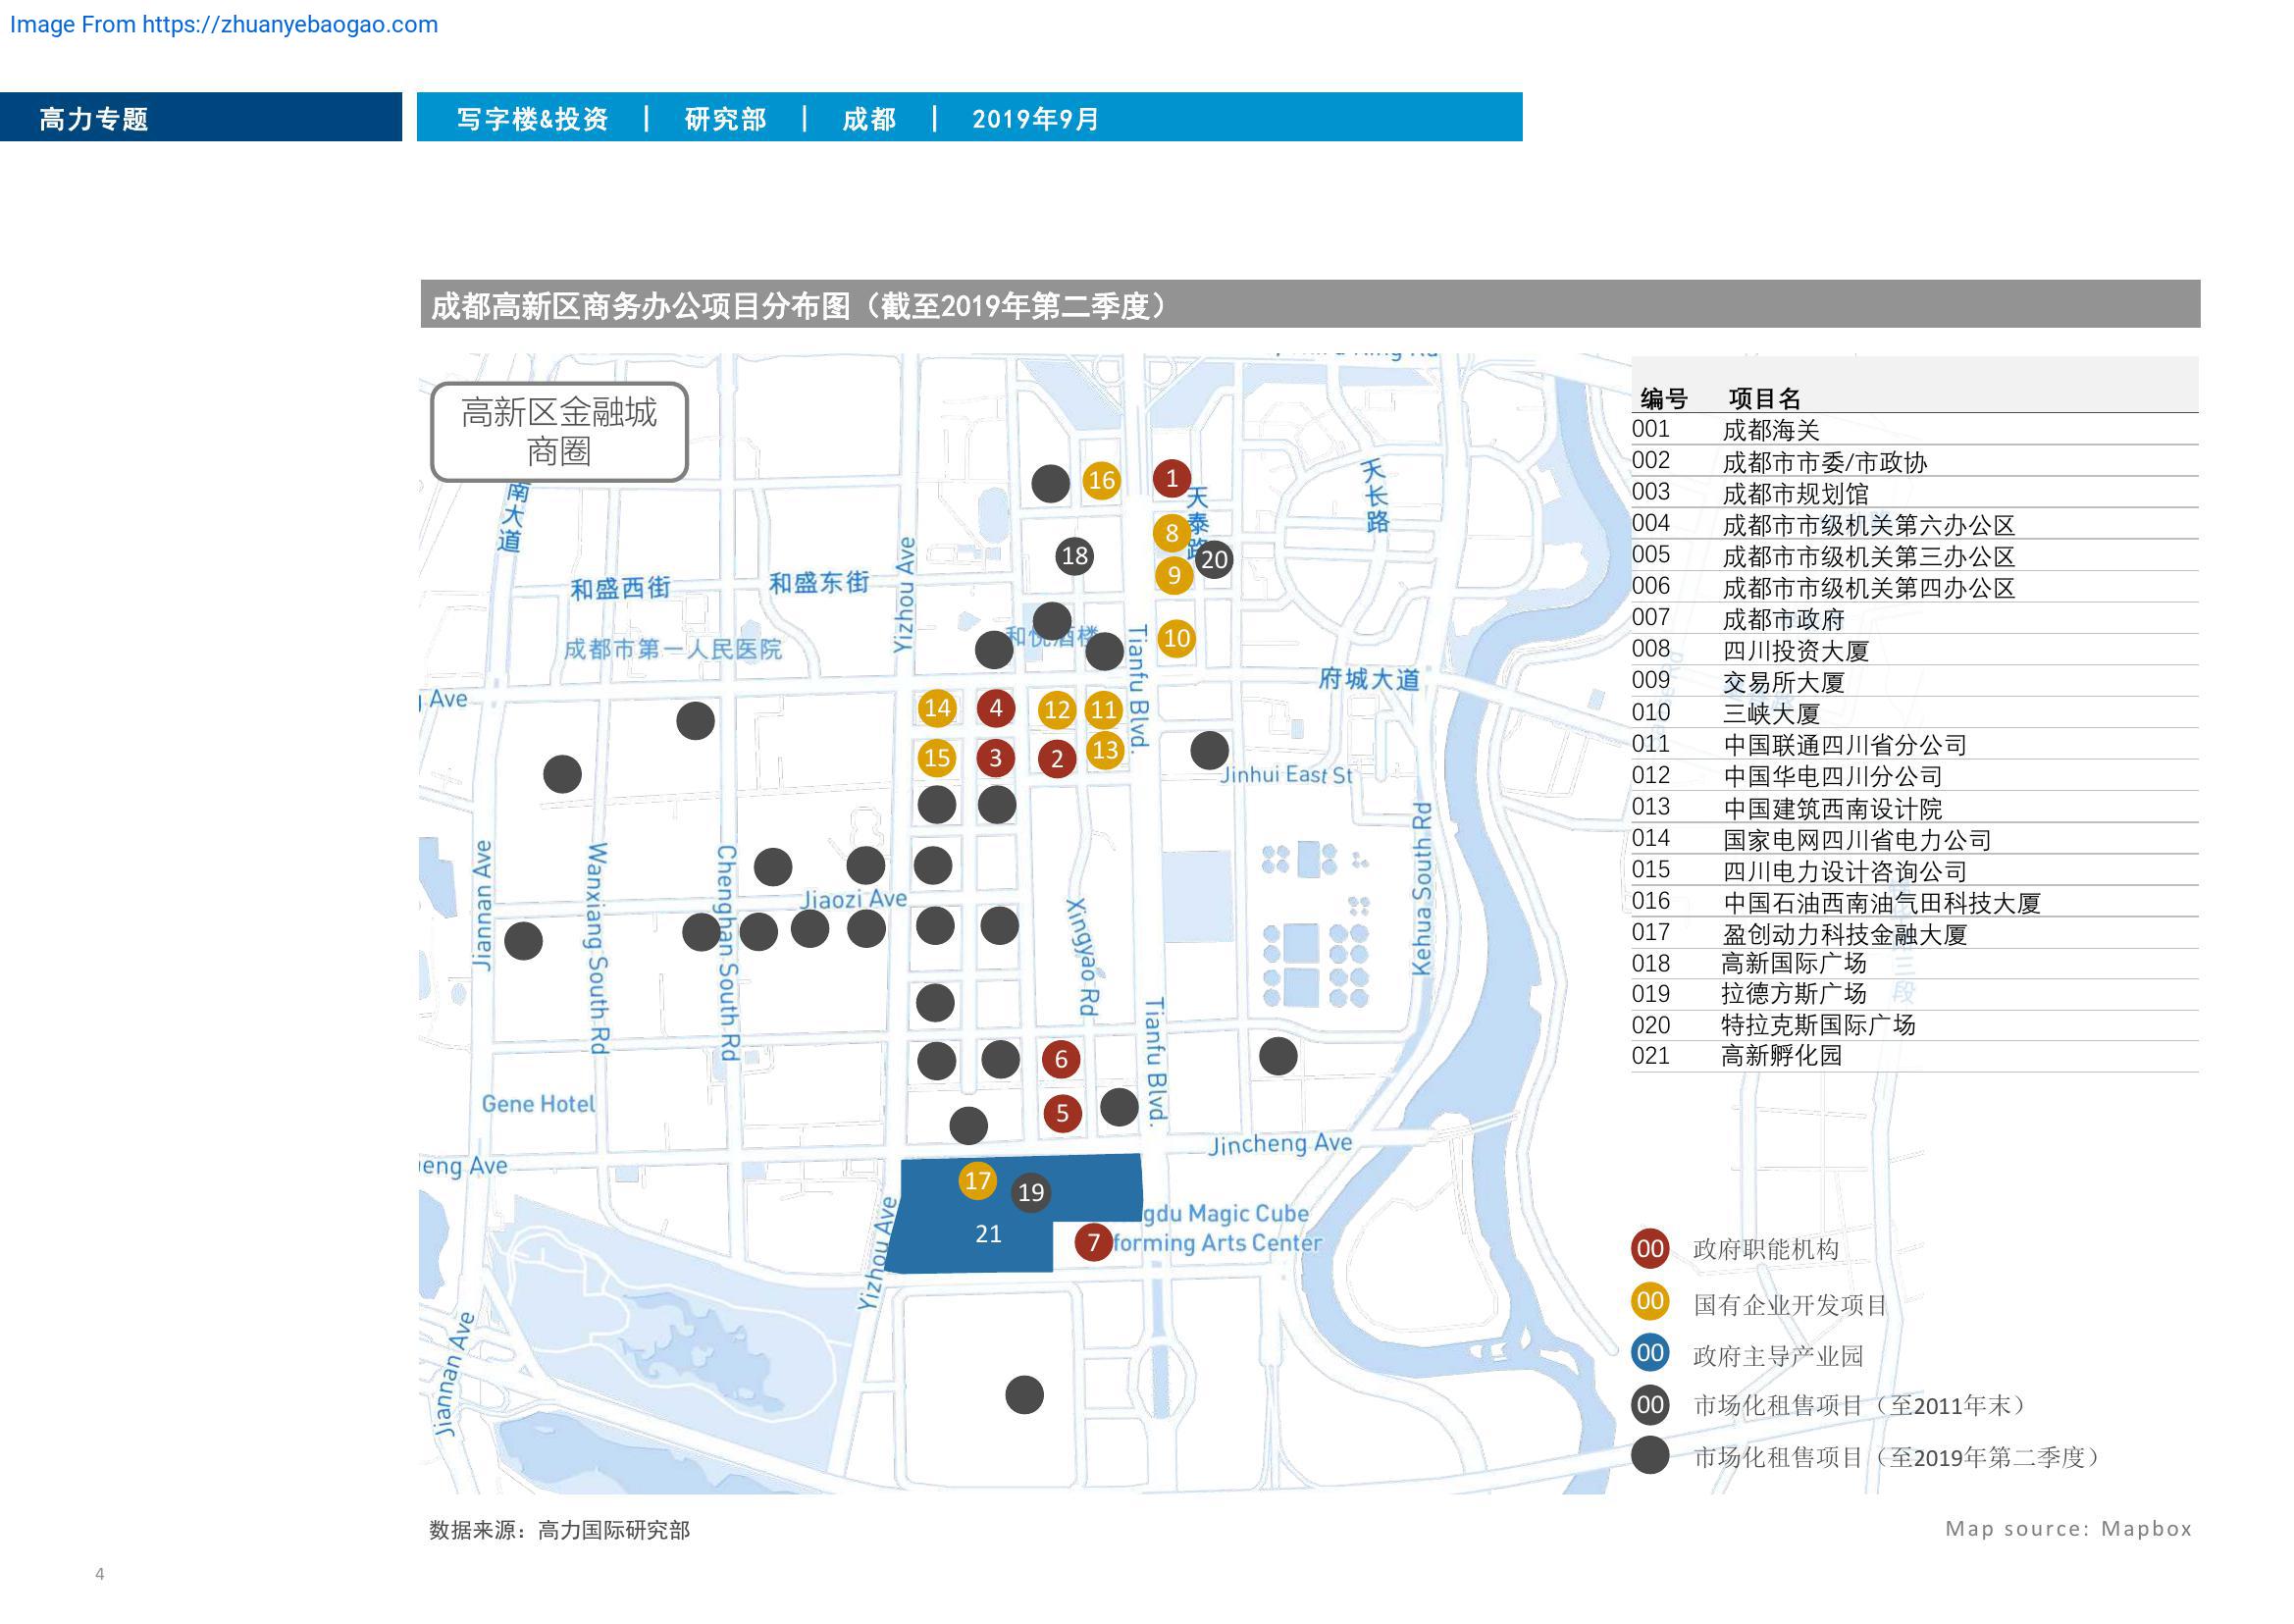 Image From https://zhuanyebaogao.com
高力专题
写字楼&投资 | 研究部 | 成都 | 2019年9月
成都高新区商务办公项目分布图（截至2019年第二季度）
高新区金融城
商圈
编号 项目名
001 成都海关
002 成都市市委/市政协
003 成都市规划馆
004 成都市市级机关第六办公区
005 成都市市级机关第三办公区
006 成都市市级机关第四办公区
007 成都市政府
008 四川投资大厦
009 交易所大厦
010 三峡大厦
011 中国联通四川省分公司
012 中国华电四川分公司
013 中国建筑西南设计院
014 国家电网四川省电力公司
015 四川电力设计咨询公司
016 中国石油西南油气田科技大厦
017 盈创动力科技金融大厦
018 高新国际广场
019 拉德方斯广场
020 特拉克斯国际广场
021 高新孵化园
南大道
16
1
天泰路
天长路
8
18
20
9
和盛西街
和盛东街
Yizhou Ave
成都市第一人民医院
和悦酒楼
10
Tianfu Blvd.
府城大道
Ave
14
4
12
11
15
3
2
13
Jinhui East St
Jiannan Ave
Wanxiang South Rd
Chenghan South Rd
Jiaozi Ave
Xingyao Rd
Kehua South Rd
Tianfu Blvd.
三段
6
5
Gene Hotel
Jincheng Ave
eng Ave
17
19
21
7
gdu Magic Cube
forming Arts Center
Yizhou Ave
Jiannan Ave
00 政府职能机构
00 国有企业开发项目
00 政府主导产业园
00 市场化租售项目（至2011年末）
市场化租售项目（至2019年第二季度）
数据来源：高力国际研究部
Map source: Mapbox
4